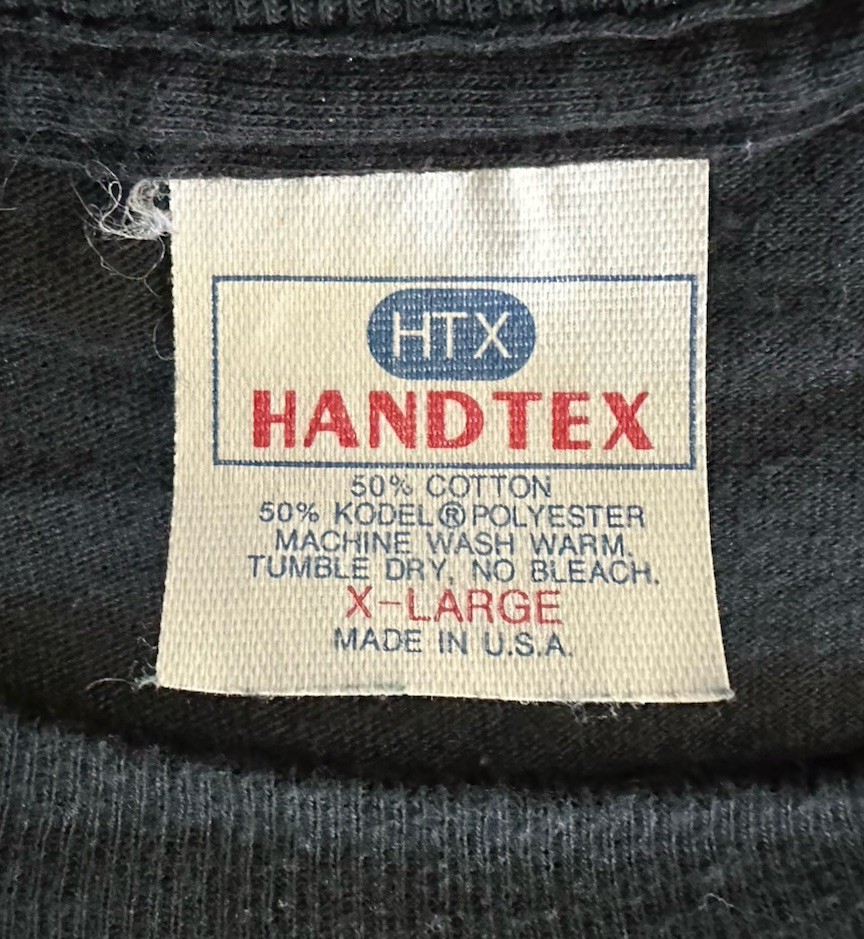 HTX
HANDTEX
50% COTTON
50% KODEL® POLYESTER
MACHINE WASH WARM.
TUMBLE DRY, NO BLEACH.
X-LARGE
MADE IN U.S.A.